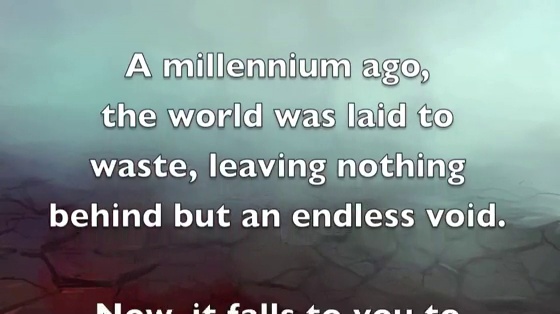 A millennium ago,
the world was laid to
waste, leaving nothing
behind but an endless void.
Now, it falls to you to